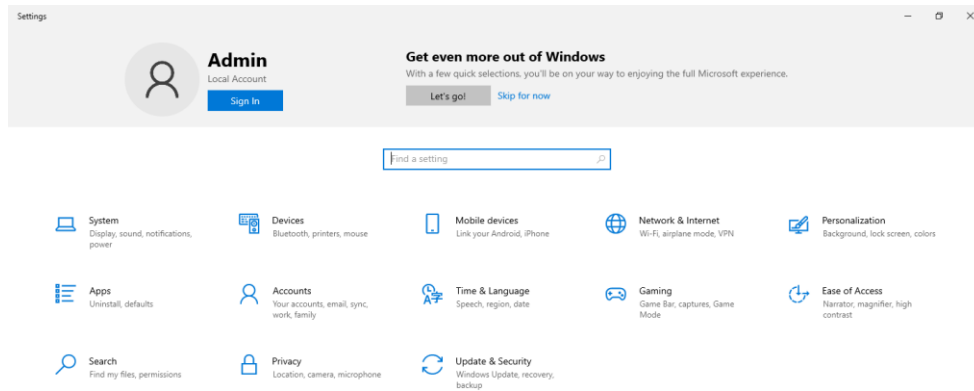 Settings
Admin
Local Account
Sign In
Get even more out of Windows
With a few quick selections, you'll be on your way to enjoying the full Microsoft experience.
Let's go!
Skip for now
Find a setting
System
Display, sound, notifications,
power
Devices
Bluetooth, printers, mouse
Mobile devices
Link your Android, iPhone
Network & Internet
Wi-Fi, airplane mode, VPN
Personalization
Background, lock screen, colors
Apps
Uninstall, defaults
Accounts
Your accounts, email, sync,
work, family
Time & Language
Speech, region, date
Gaming
Game Bar, captures, Game
Mode
Ease of Access
Narrator, magnifier, high
contrast
Search
Find my files, permissions
Privacy
Location, camera, microphone
Update & Security
Windows Update, recovery,
backup